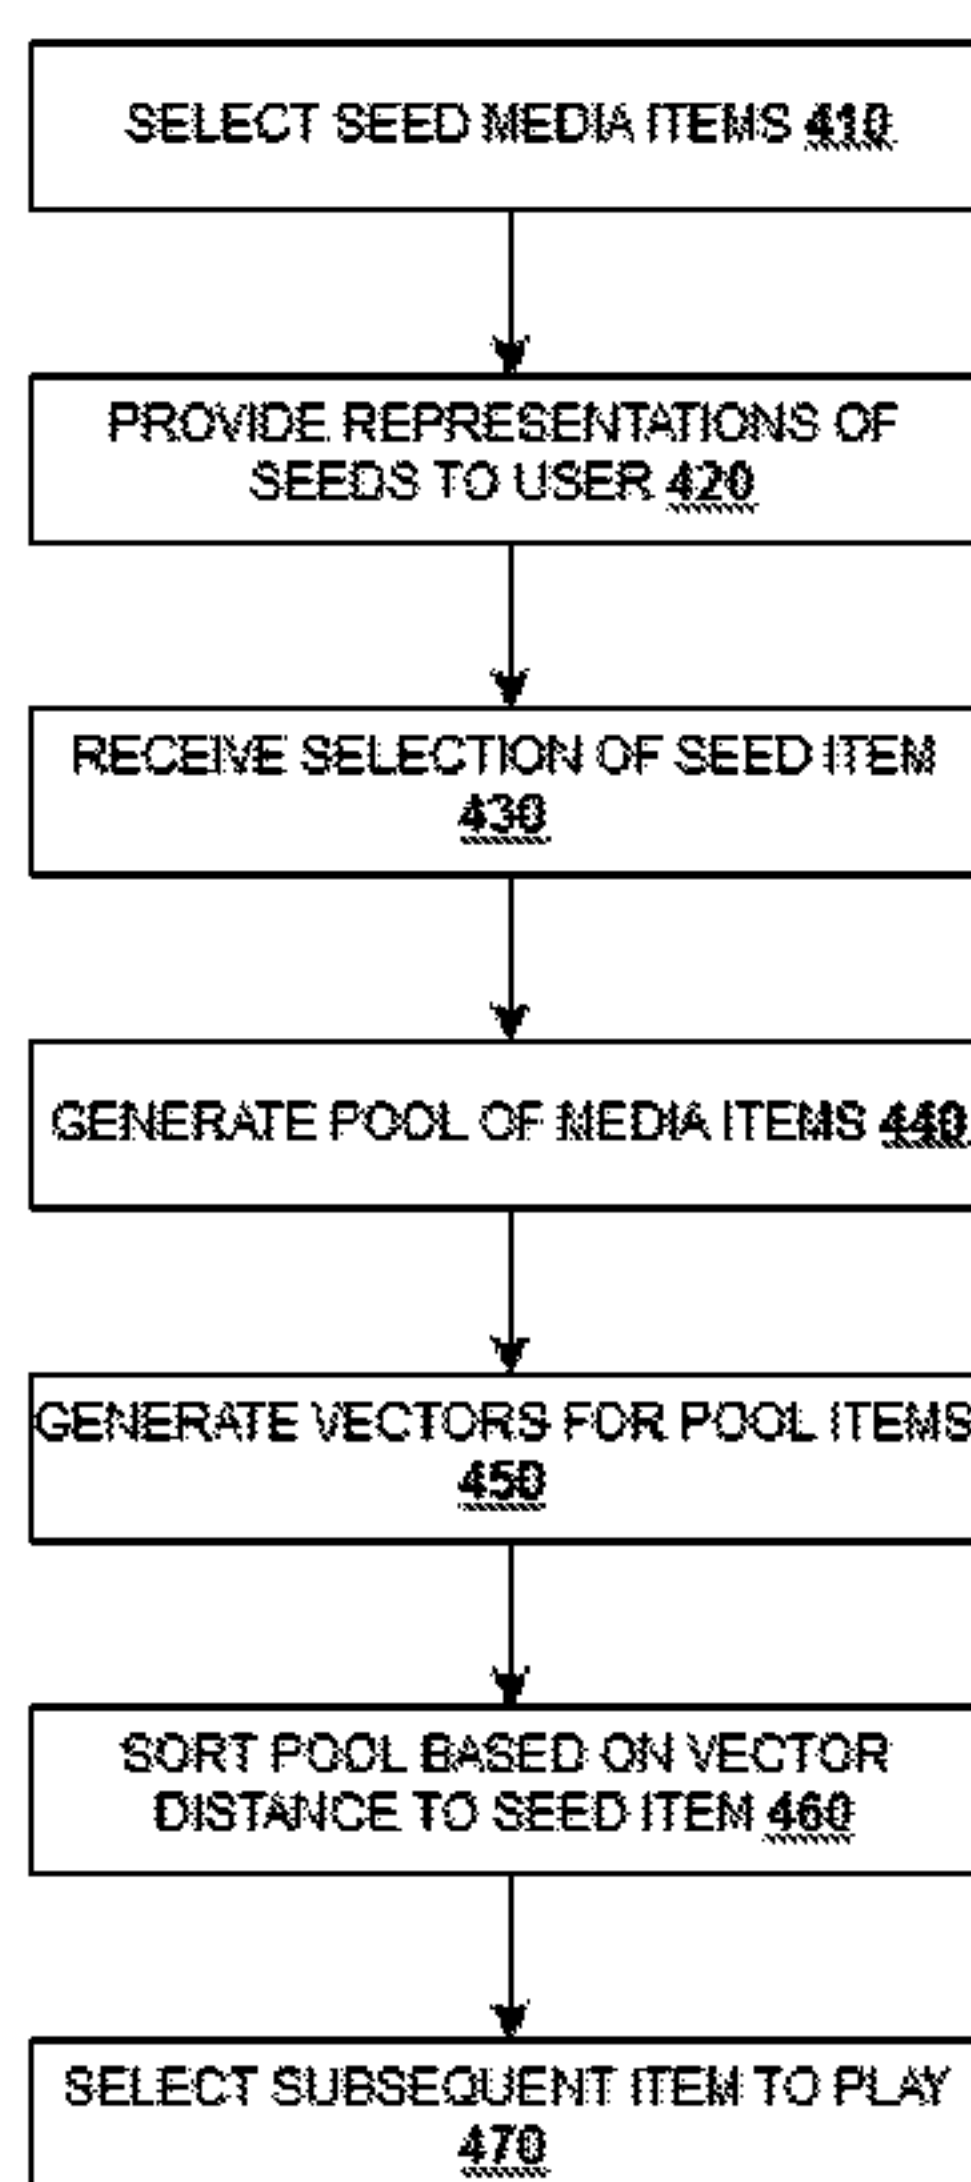 SELECT SEED MEDIA ITEMS 410
PROVIDE REPRESENTATIONS OF
SEEDS TO USER 420
RECEIVE SELECTION OF SEED ITEM
430
GENERATE POOL OF MEDIA ITEMS 440
GENERATE VECTORS FOR POOL ITEMS
450
SORT POOL BASED ON VECTOR
DISTANCE TO SEED ITEM 460
SELECT SUBSEQUENT ITEM TO PLAY
470